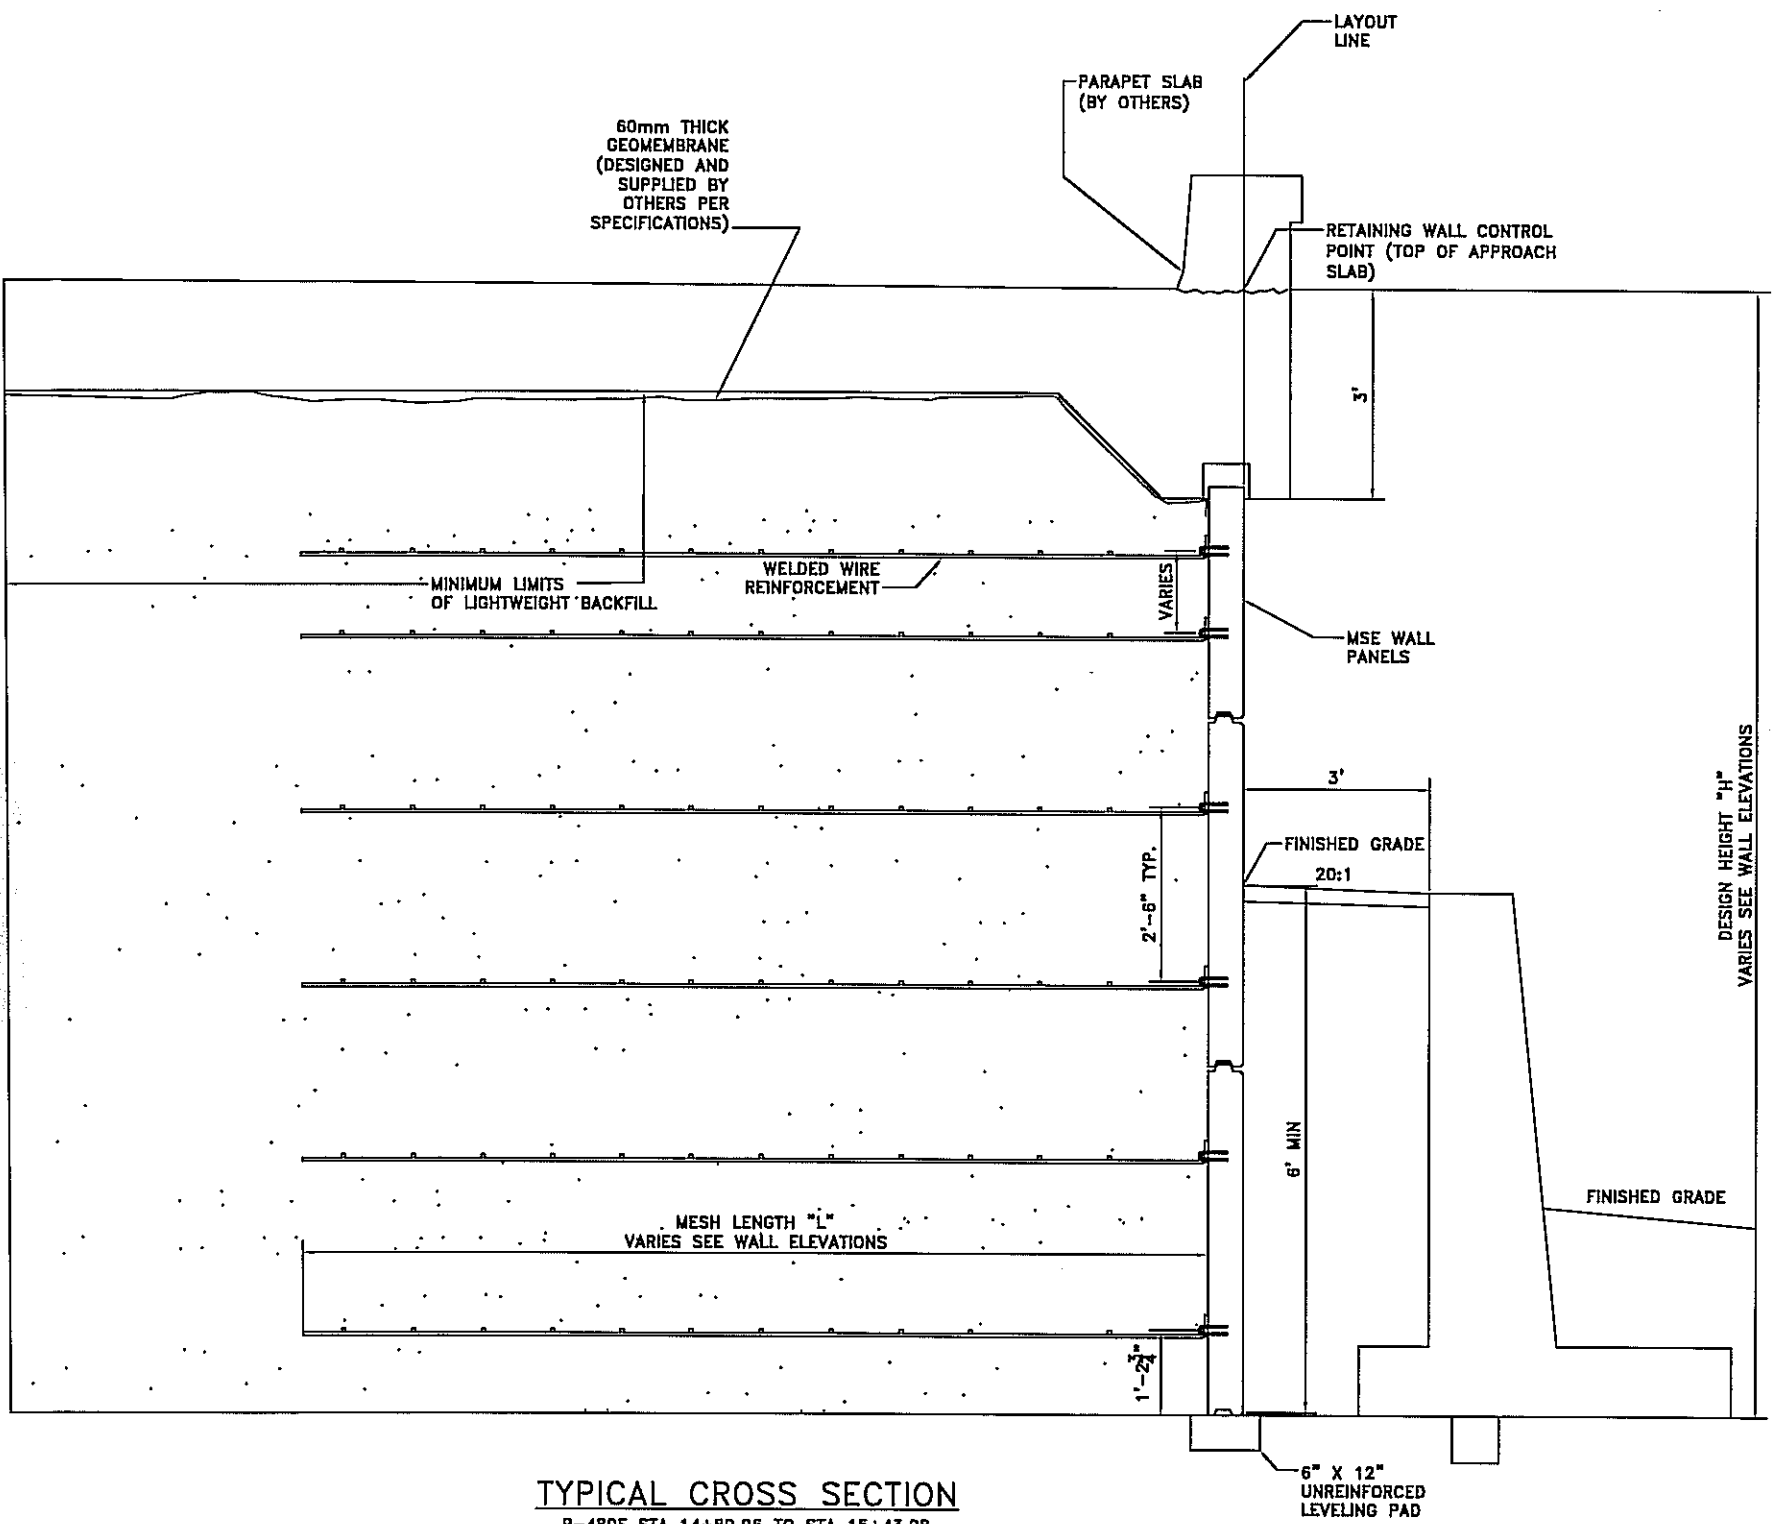 LAYOUT
LINE
PARAPET SLAB
(BY OTHERS)
60mm THICK
GEOMEMBRANE
(DESIGNED AND
SUPPLIED BY
OTHERS PER
SPECIFICATIONS)
RETAINING WALL CONTROL
POINT (TOP OF APPROACH
SLAB)
3'
WELDED WIRE
REINFORCEMENT
MINIMUM LIMITS
OF LIGHTWEIGHT BACKFILL
VARIES
MSE WALL
PANELS
3'
FINISHED GRADE
20:1
2'-6" TYP.
DESIGN HEIGHT "H"
VARIES SEE WALL ELEVATIONS
6' MIN
FINISHED GRADE
MESH LENGTH "L"
VARIES SEE WALL ELEVATIONS
1'-2¾"
6" X 12"
UNREINFORCED
LEVELING PAD
TYPICAL CROSS SECTION
STA TO STA